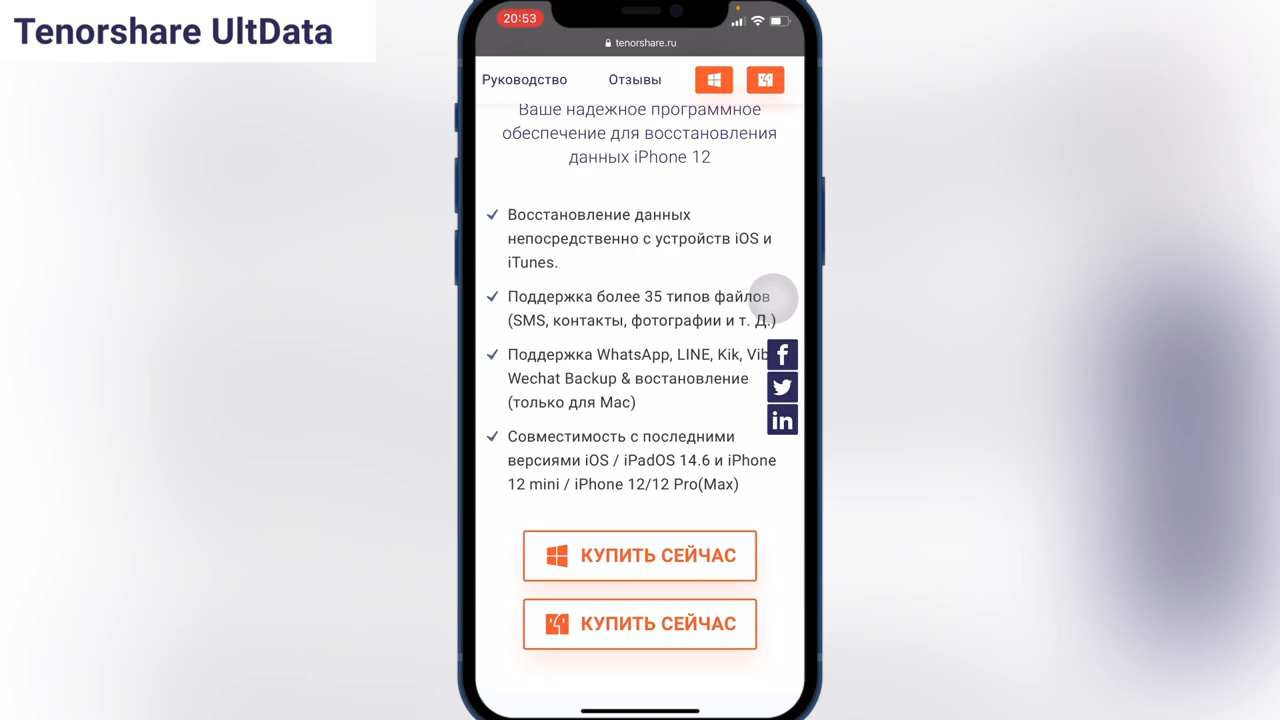 Tenorshare UltData
20:53
tenorshare.ru
Руководство
Отзывы
Ваше надежное программное
обеспечение для восстановления
данных iPhone 12
Восстановление данных
непосредственно с устройств iOS и
iTunes.
Поддержка более 35 типов файлов
(SMS, контакты, фотографии и т. Д.)
Поддержка WhatsApp, LINE, Kik, Vib
Wechat Backup & востановление
(только для Mac)
Совместимость с последними
версиями iOS / iPadOS 14.6 и iPhone
12 mini / iPhone 12/12 Pro(Max)
КУПИТЬ СЕЙЧАС
КУПИТЬ СЕЙЧАС